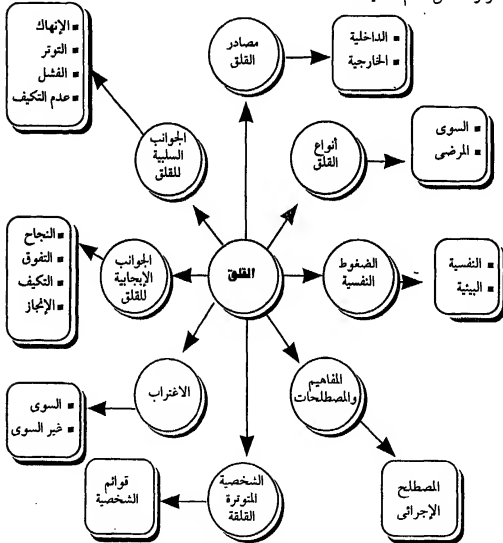 الإنهاك
التوتر
الفشل
عدم التكيف
مصادر
القلق
الداخلية
الخارجية
الجوانب
السلبية
للقلق
أنواع
القلق
السوى
المرضى
النجاح
التفوق
التكيف
الإنجاز
الجوانب
الإيجابية
للقلق
القلق
الضغوط
النفسية
النفسية
البيئية
السوى
غير السوى
الاغتراب
المفاهيم
والمصطلحات
قوائم
الشخصية
الشخصية
المتوترة
القلقة
المصطلح
الإجرائى